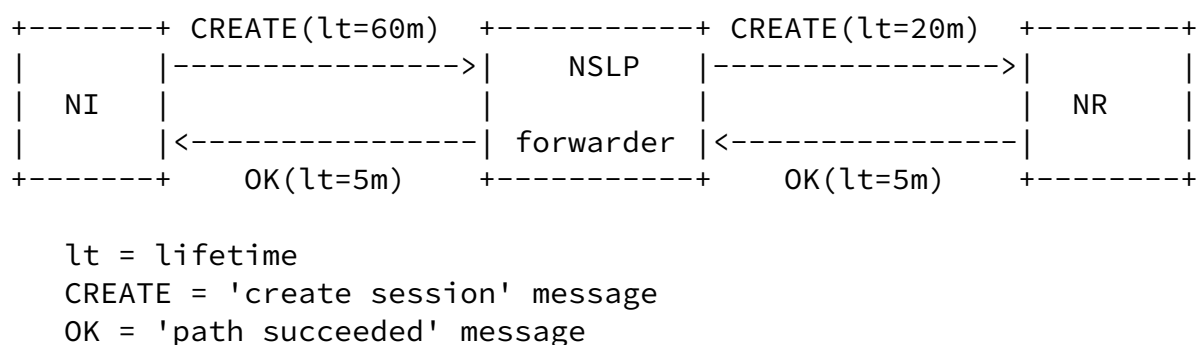 +-------+ CREATE(lt=60m)  +-----------+ CREATE(lt=20m)  +--------+
|       |---------------->|    NSLP   |---------------->|        |
|  NI   |                 |           |                 |  NR    |
|       |<----------------| forwarder |<----------------|        |
+-------+    OK(lt=5m)    +-----------+    OK(lt=5m)    +--------+
lt = lifetime
CREATE = 'create session' message
OK = 'path succeeded' message